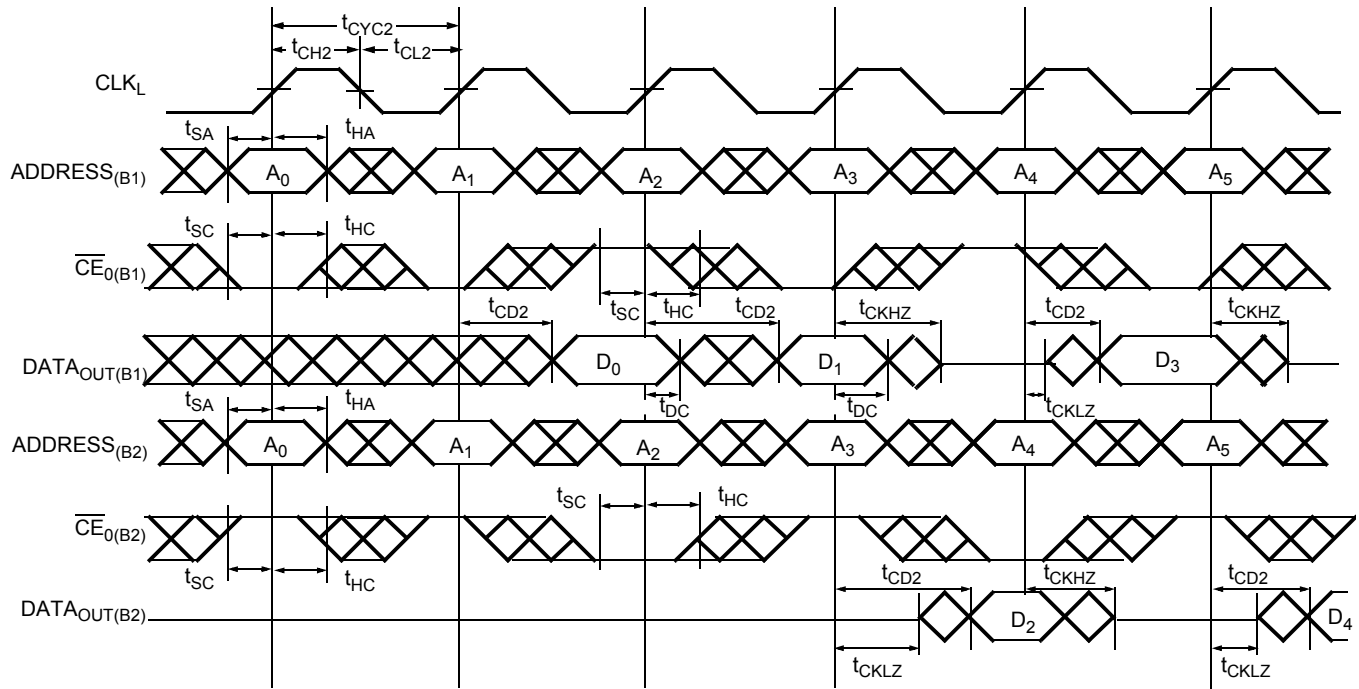 tCYC2
tCH2 tCL2
CLKL
tSA tHA
ADDRESS(B1) A0 A1 A2 A3 A4 A5
tSC tHC
CE0(B1)
tSC tHC
tCD2 tCD2 tCKHZ tCD2 tCKHZ
DATAOUT(B1) D0 D1 D3
tSA tHA tDC tDC tCKLZ
ADDRESS(B2) A0 A1 A2 A3 A4 A5
tSC tHC
CE0(B2)
tSC tHC tCD2 tCKHZ tCD2
DATAOUT(B2) D2 D4
tCKLZ tCKLZ